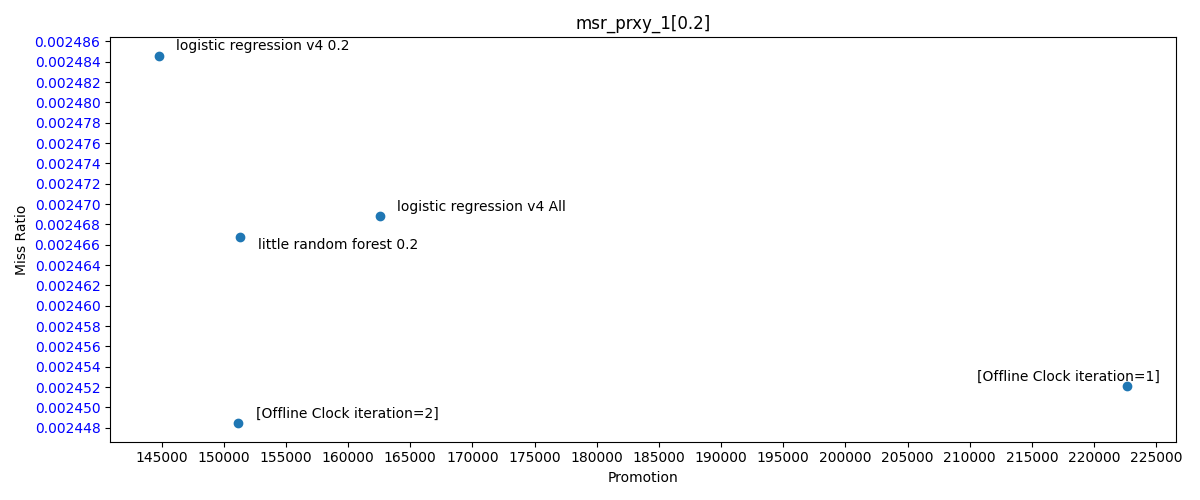 msr_prxy_1[0.2]
Miss Ratio
0.002486
0.002484
0.002482
0.002480
0.002478
0.002476
0.002474
0.002472
0.002470
0.002468
0.002466
0.002464
0.002462
0.002460
0.002458
0.002456
0.002454
0.002452
0.002450
0.002448
logistic regression v4 0.2
logistic regression v4 All
little random forest 0.2
[Offline Clock iteration=1]
[Offline Clock iteration=2]
145000 150000 155000 160000 165000 170000 175000 180000 185000 190000 195000 200000 205000 210000 215000 220000 225000
Promotion